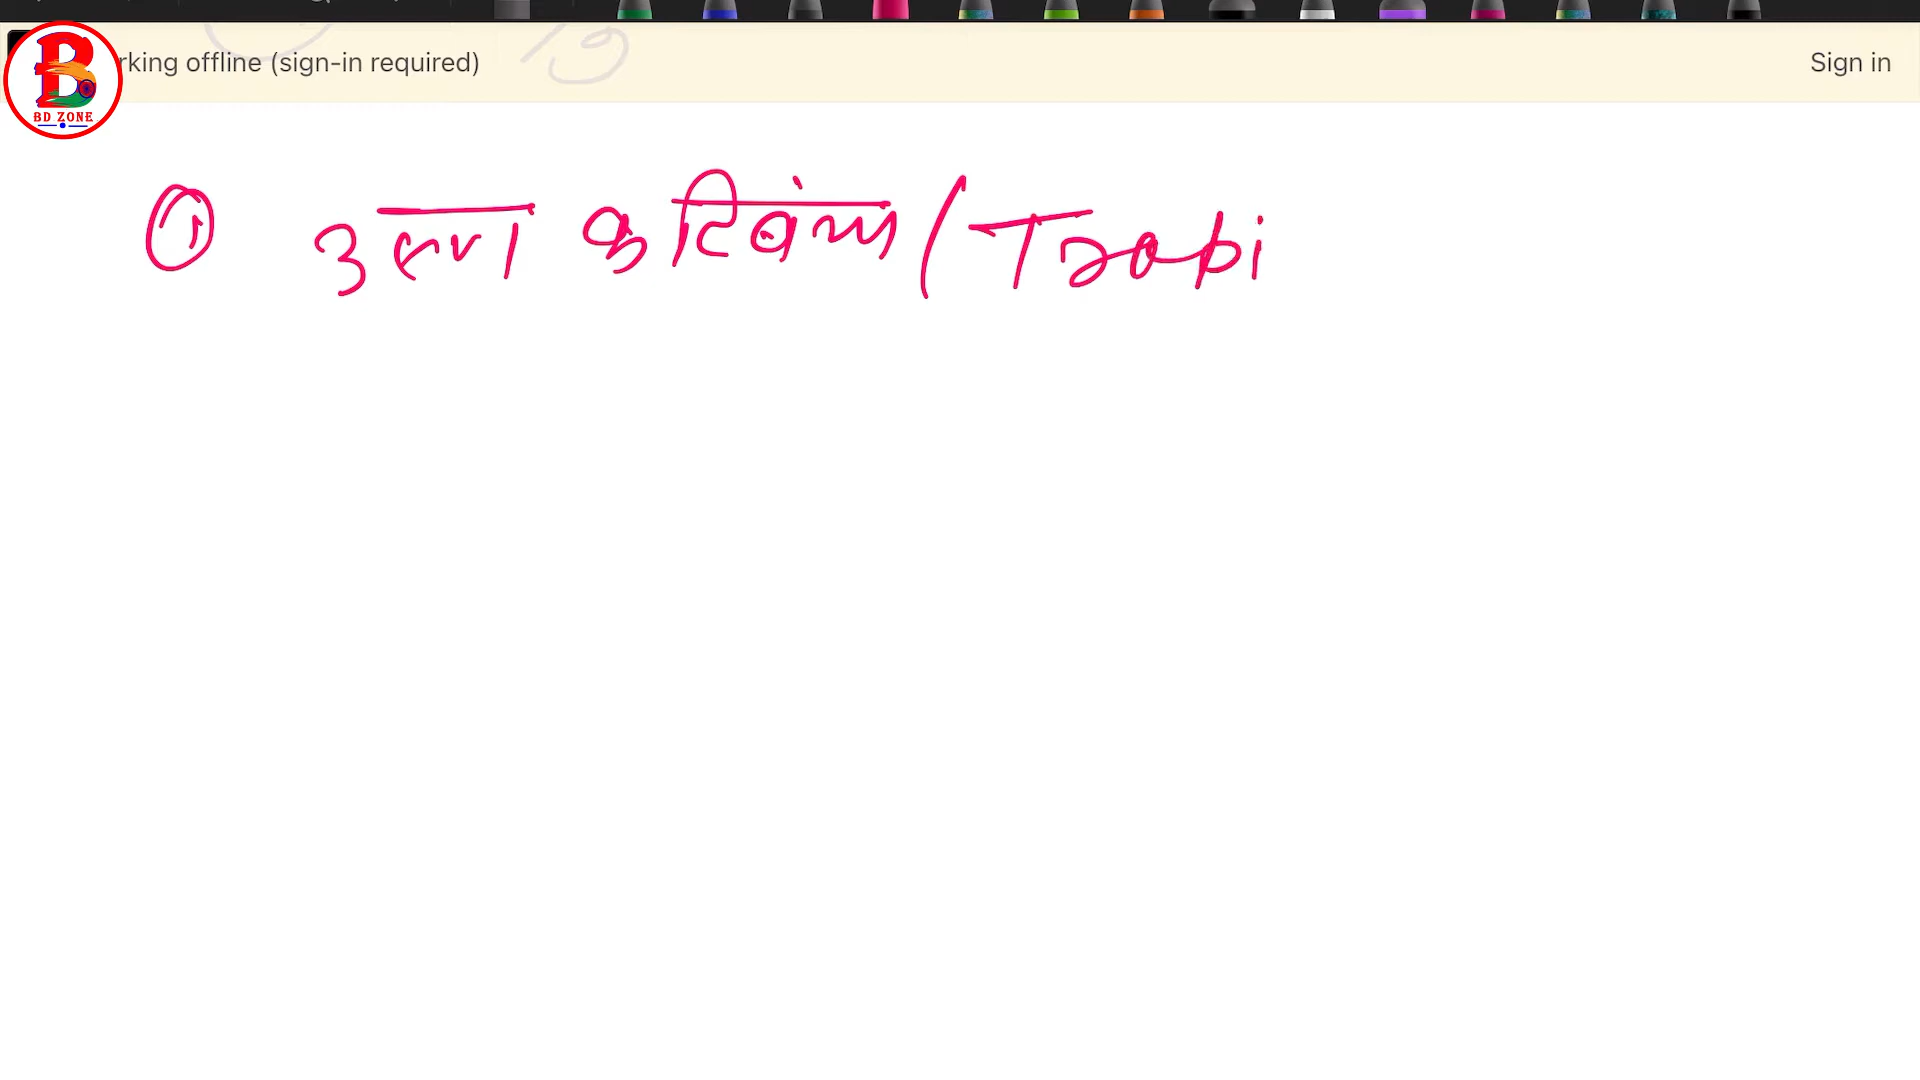 rking offline (sign-in required) Sign in
B
BD ZONE
① उष्ण कटिबंध (Tropi